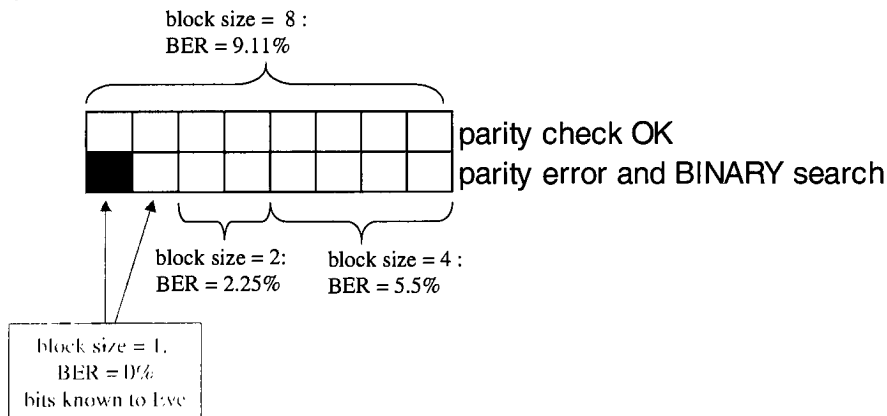 block size = 8 :
BER = 9.11%
parity check OK
parity error and BINARY search
block size = 2:
BER = 2.25%
block size = 4 :
BER = 5.5%
block size = 1,
BER = 0%
bits known to Eve